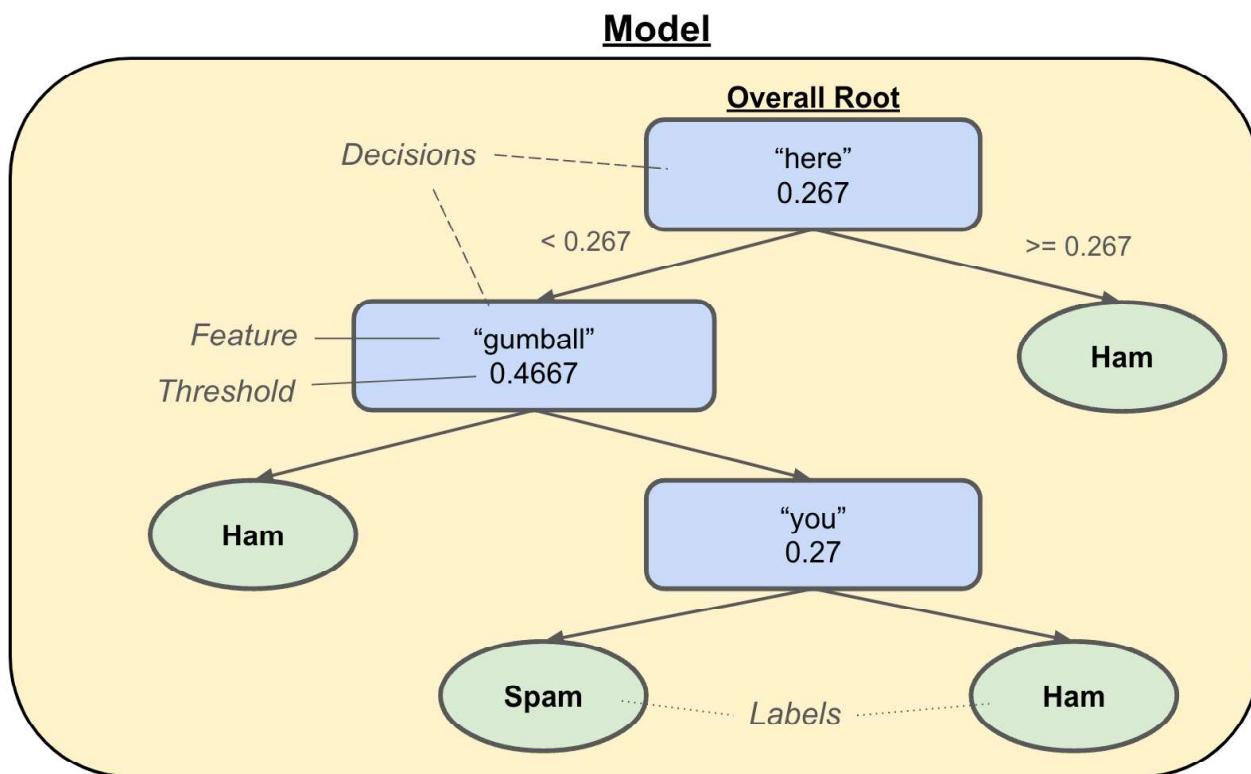 Model
Overall Root
Decisions
“here”
0.267
< 0.267
>= 0.267
Feature
“gumball”
Threshold
0.4667
Ham
Ham
“you”
0.27
Spam
Labels
Ham